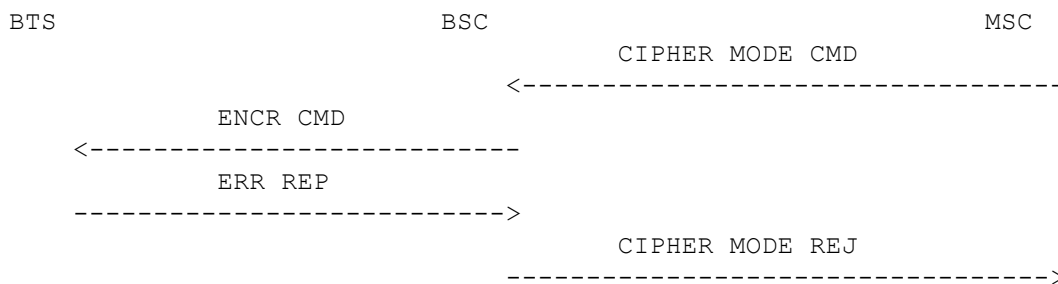 BTS BSC MSC
CIPHER MODE CMD
<----------------------------------
ENCR CMD
<---------------------------
ERR REP
--------------------------->
CIPHER MODE REJ
---------------------------------->